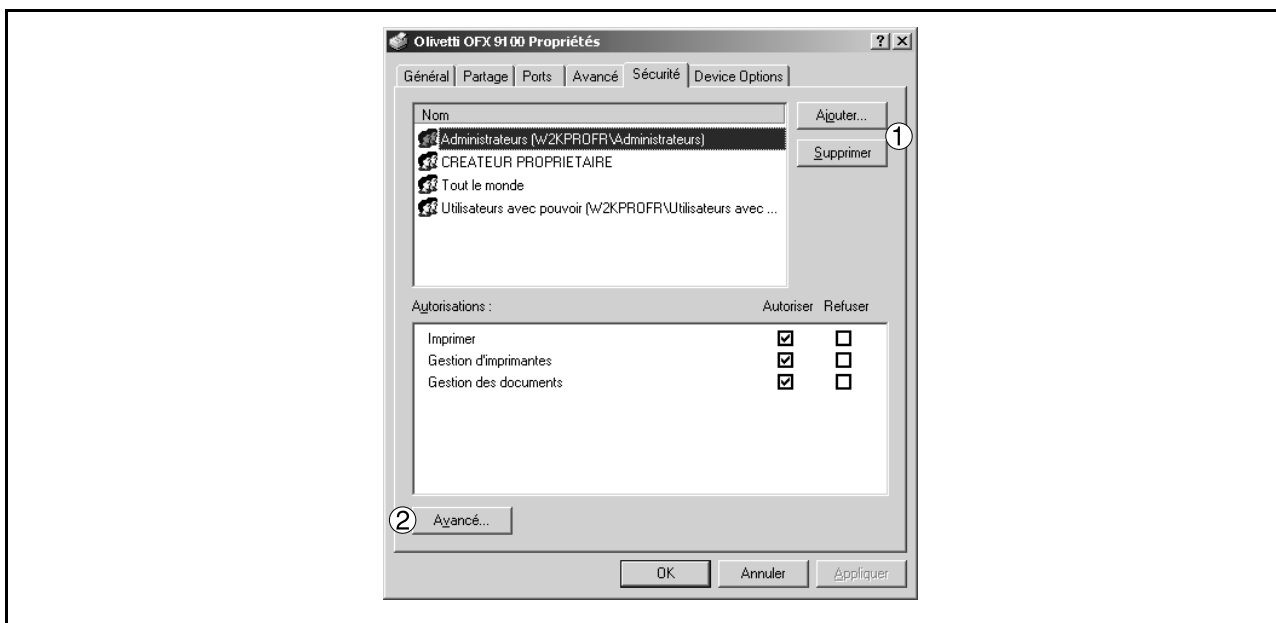 Olivetti OFX 9100 Propriétés
Général Partage Ports Avancé Sécurité Device Options
Nom
Administrateurs (W2KPROFR\Administrateurs)
CREATEUR PROPRIETAIRE
Tout le monde
Utilisateurs avec pouvoir (W2KPROFR\Utilisateurs avec ...
Ajouter...
①
Supprimer
Autorisations : Autoriser Refuser
Imprimer
Gestion d'imprimantes
Gestion des documents
② Avancé...
OK Annuler Appliquer